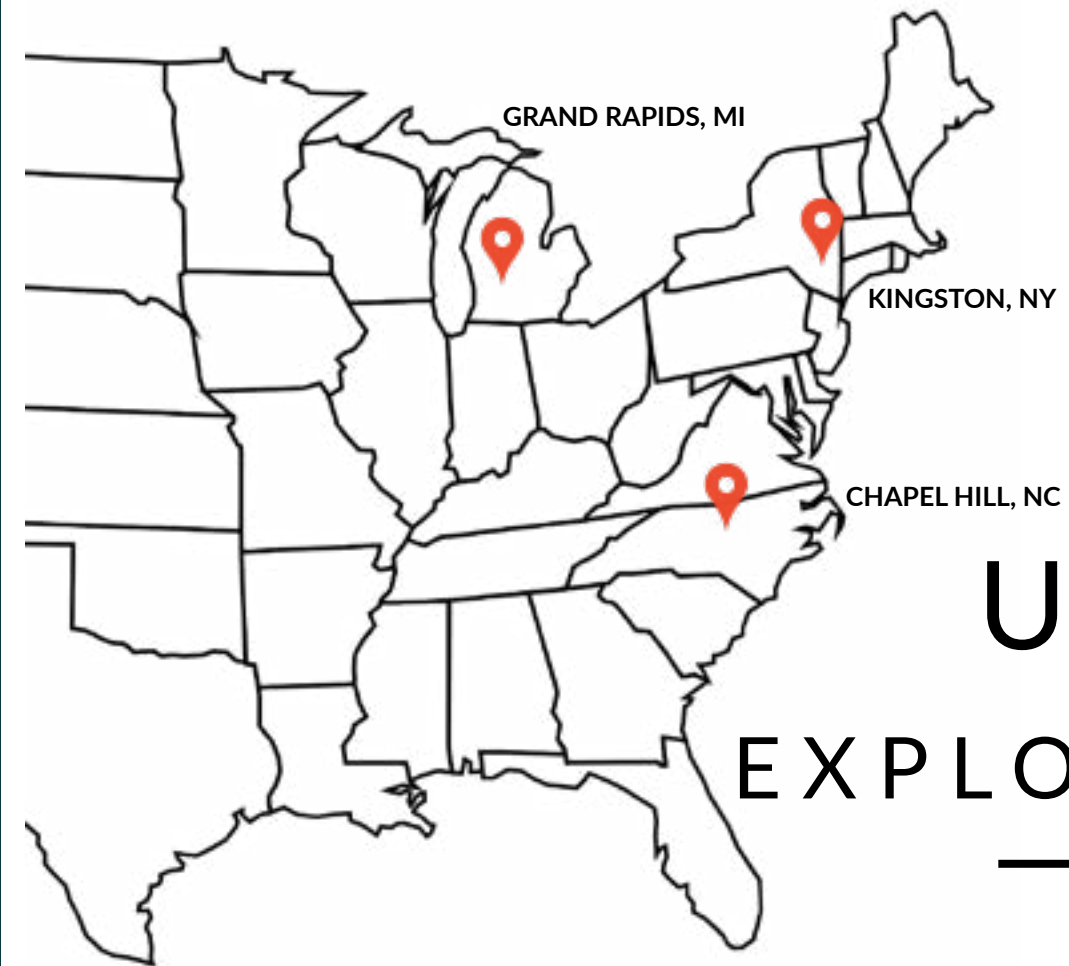 GRAND RAPIDS, MI
KINGSTON, NY
CHAPEL HILL, NC
U
EXPLO